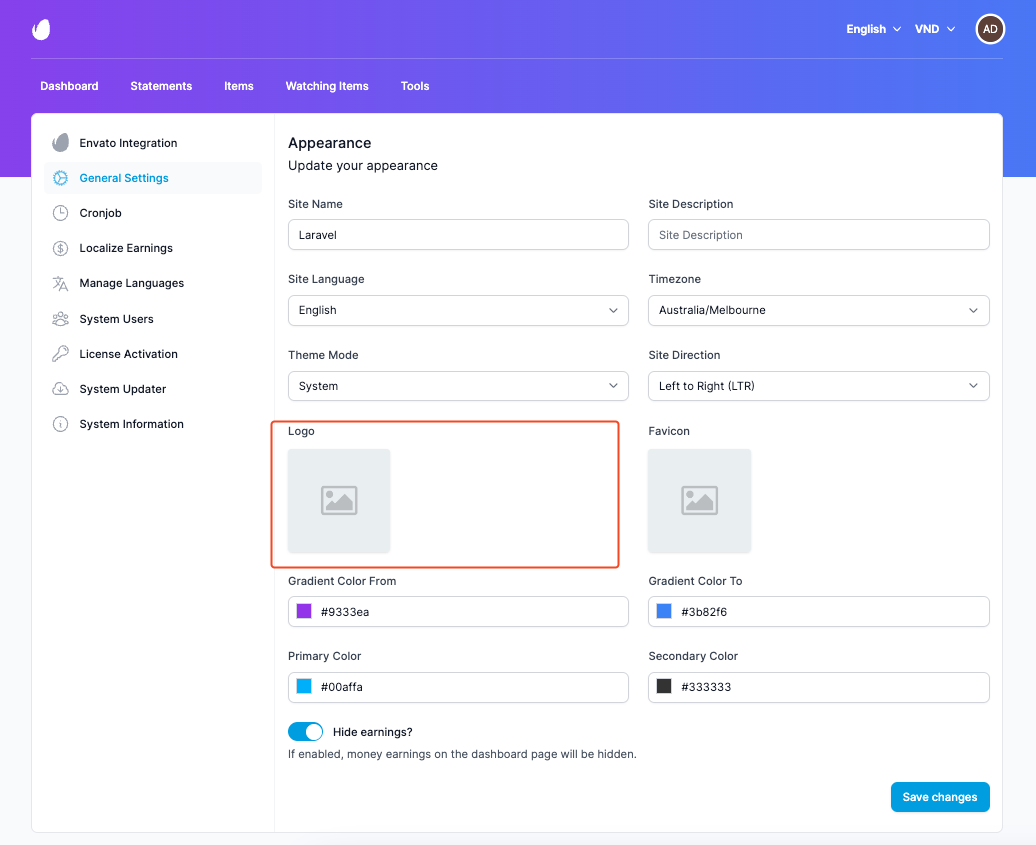 English VND AD
Dashboard Statements Items Watching Items Tools
Envato Integration
General Settings
Cronjob
Localize Earnings
Manage Languages
System Users
License Activation
System Updater
System Information
Appearance
Update your appearance
Site Name Site Description
Laravel Site Description
Site Language Timezone
English Australia/Melbourne
Theme Mode Site Direction
System Left to Right (LTR)
Logo Favicon
Gradient Color From Gradient Color To
#9333ea #3b82f6
Primary Color Secondary Color
#00affa #333333
Hide earnings?
If enabled, money earnings on the dashboard page will be hidden.
Save changes